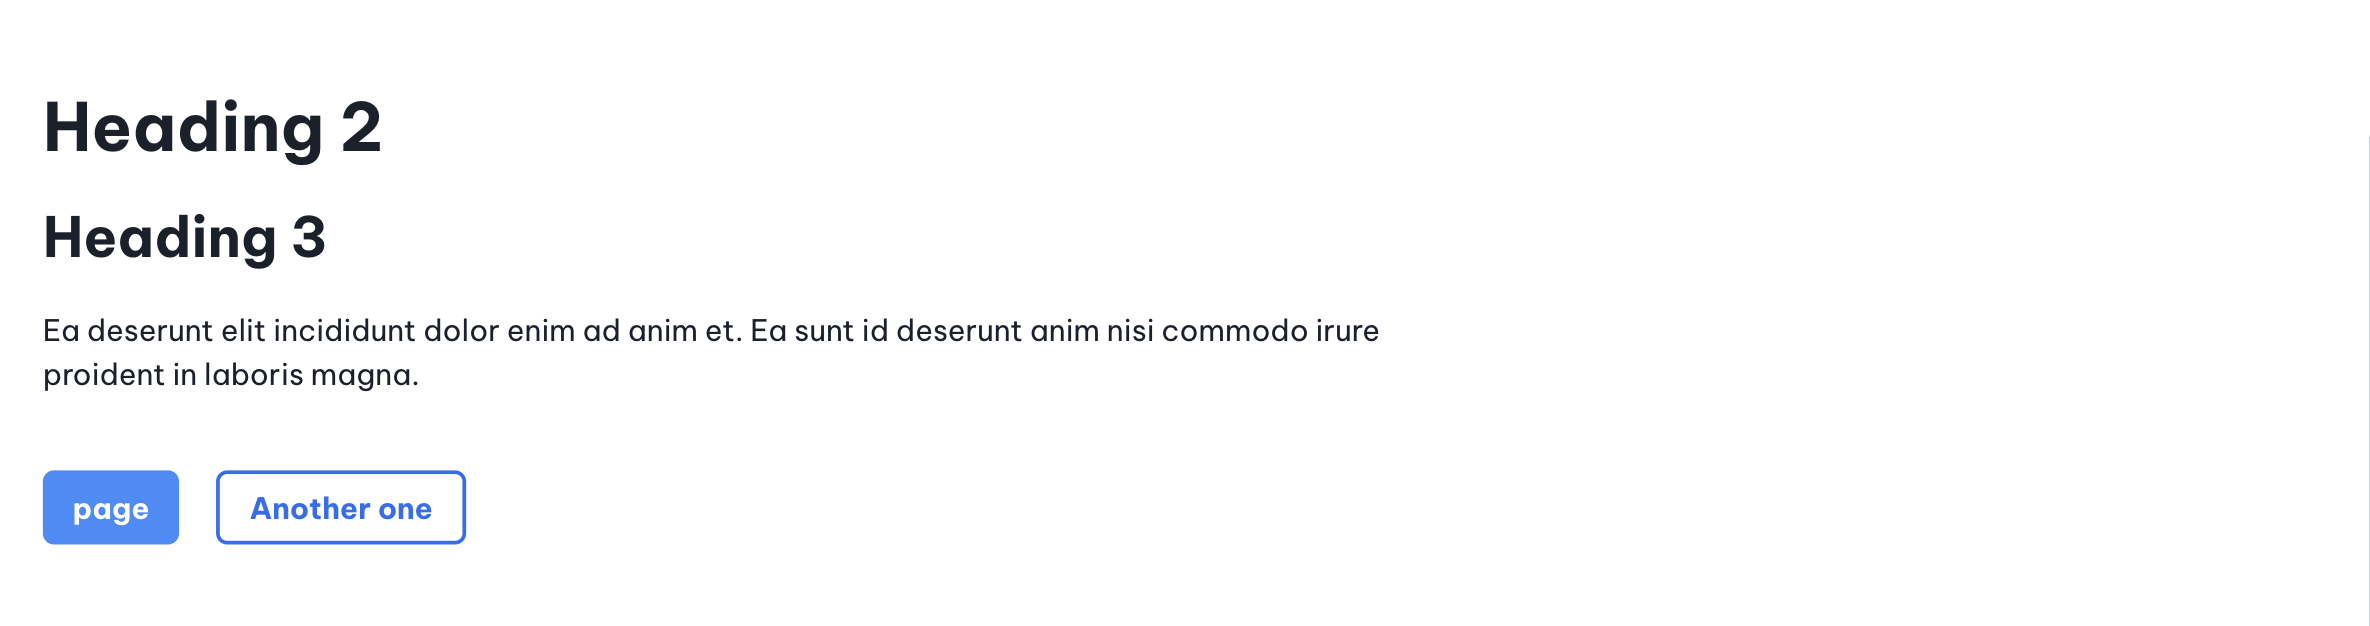 Heading 2
Heading 3
Ea deserunt elit incididunt dolor enim ad anim et. Ea sunt id deserunt anim nisi commodo irure
proident in laboris magna.
page
Another one